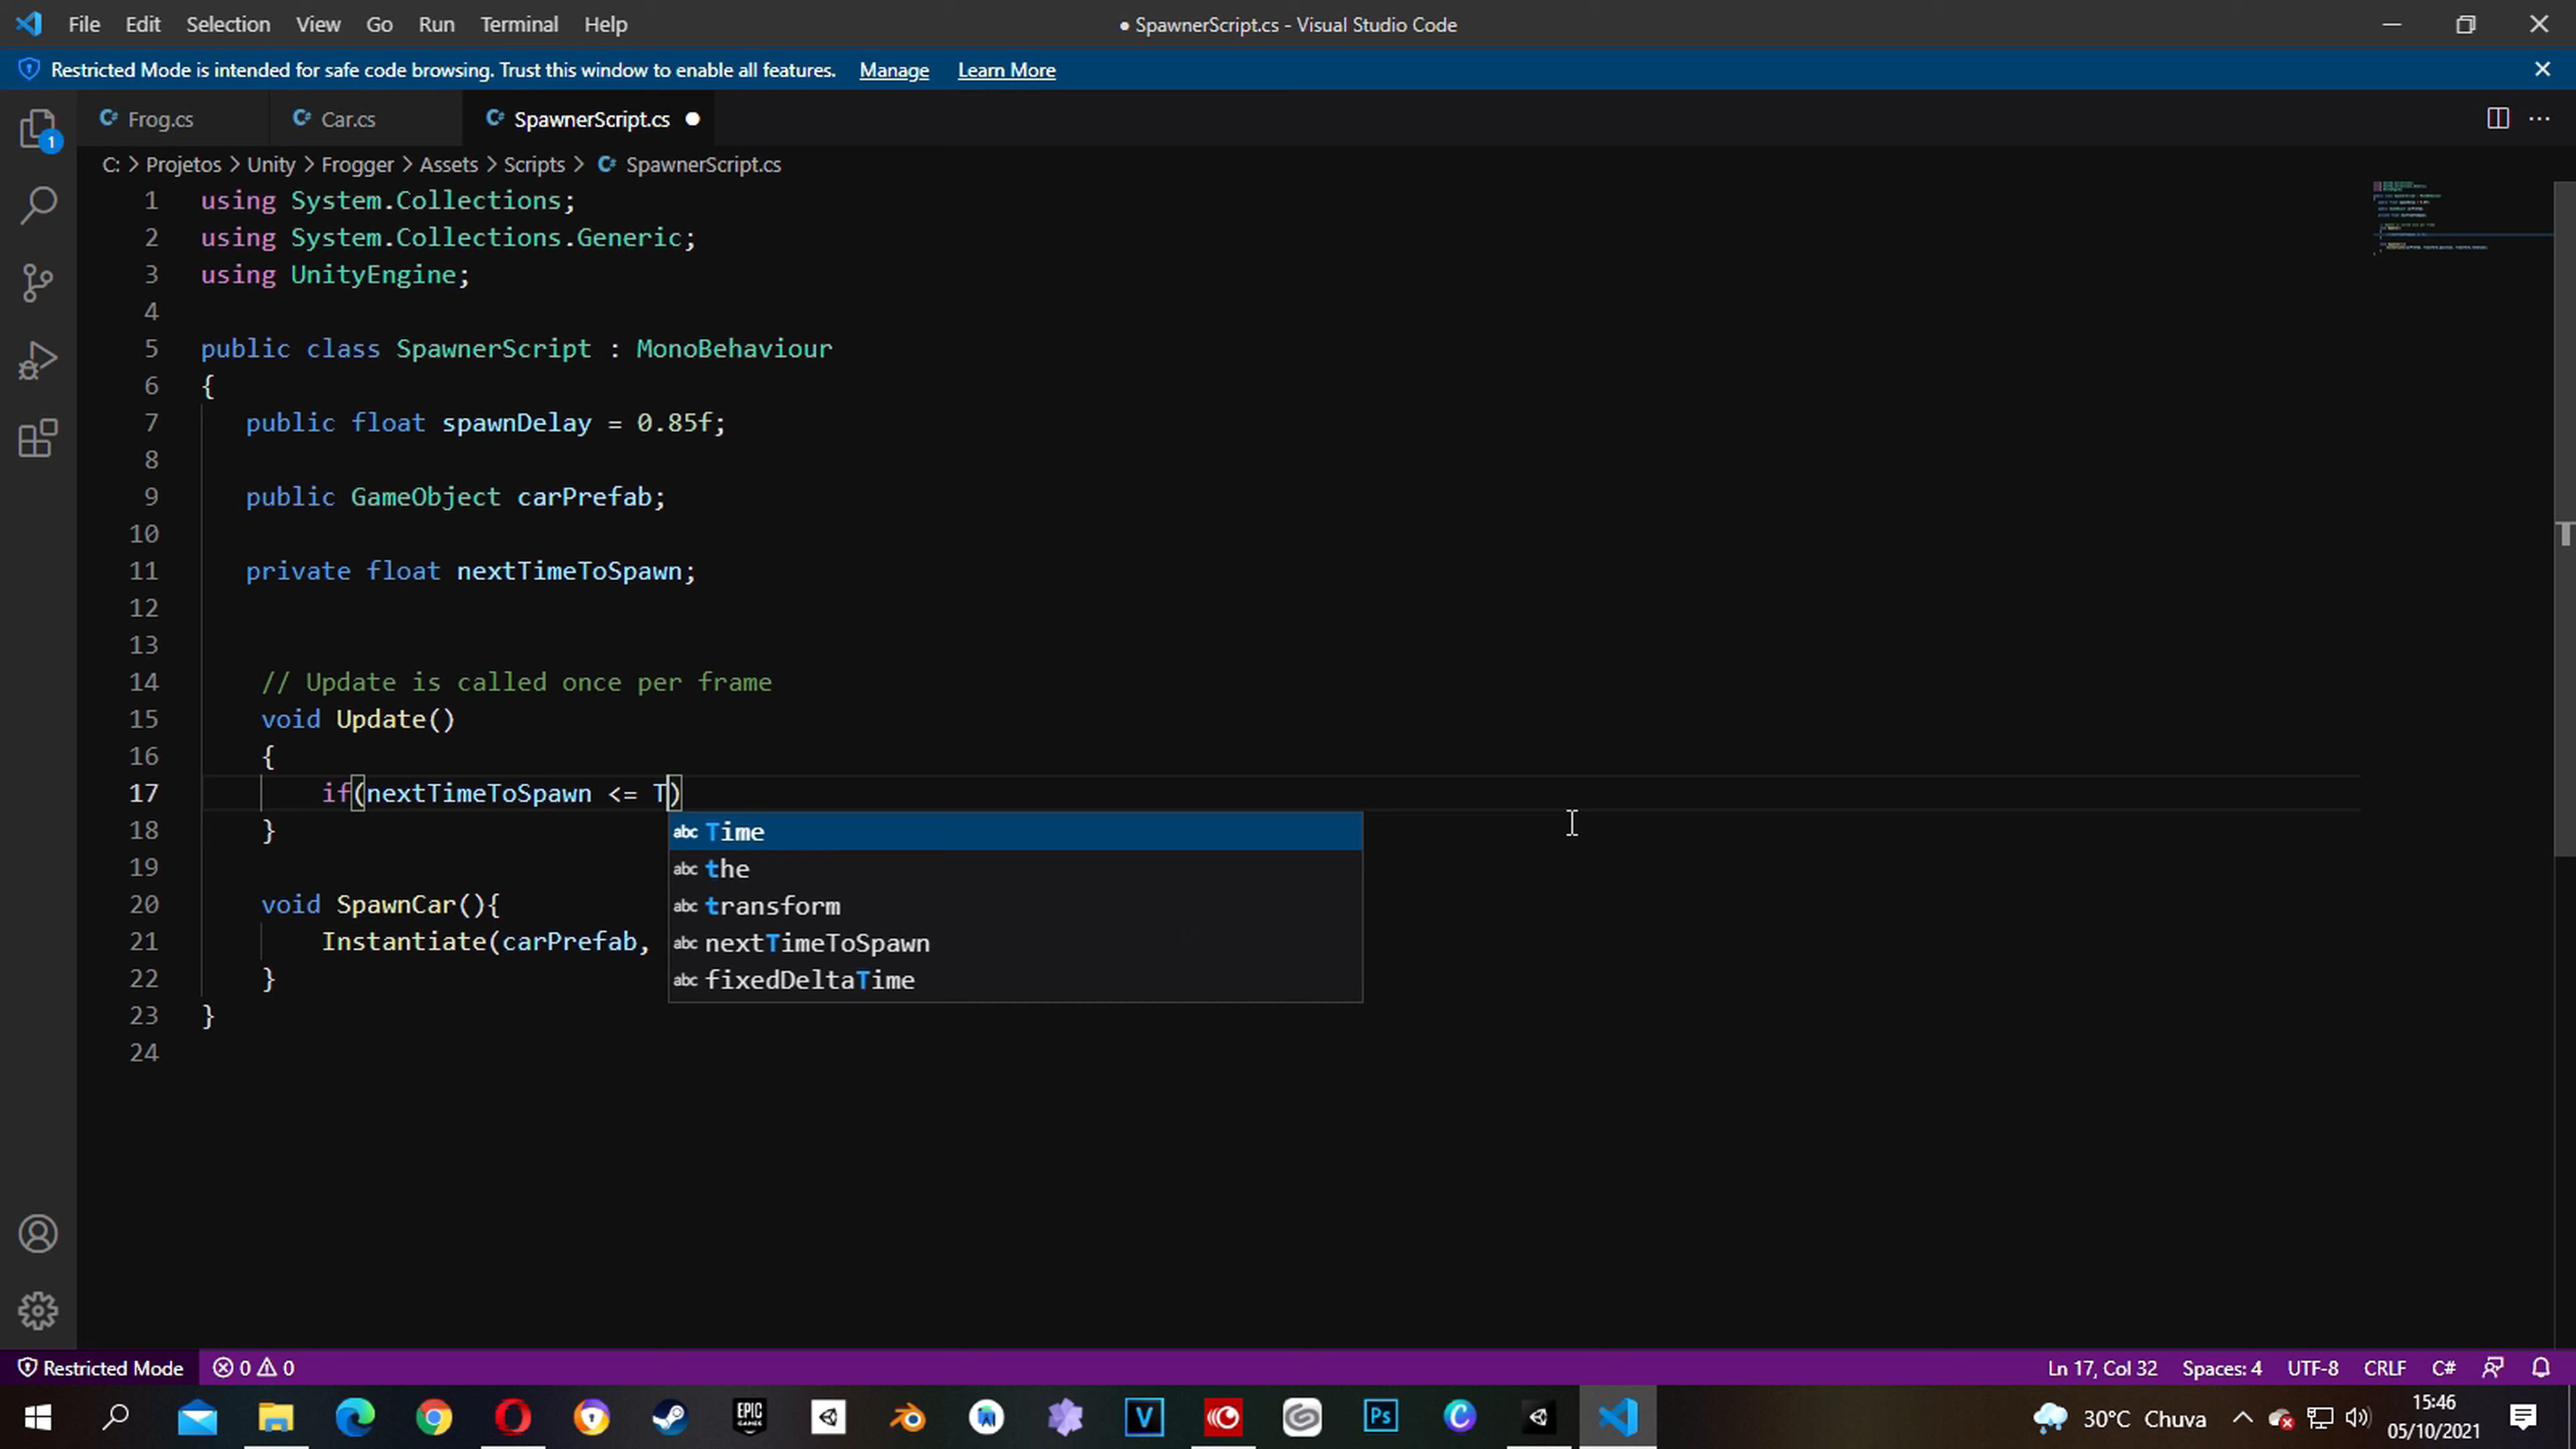 File Edit Selection View Go Run Terminal Help ● SpawnerScript.cs - Visual Studio Code
Restricted Mode is intended for safe code browsing. Trust this window to enable all features. Manage Learn More
Frog.cs Car.cs SpawnerScript.cs
C: > Projetos > Unity > Frogger > Assets > Scripts > SpawnerScript.cs
1 using System.Collections;
2 using System.Collections.Generic;
3 using UnityEngine;
4
5 public class SpawnerScript : MonoBehaviour
6 {
7 public float spawnDelay = 0.85f;
8
9 public GameObject carPrefab;
10
11 private float nextTimeToSpawn;
12
13
14 // Update is called once per frame
15 void Update()
16 {
17 if(nextTimeToSpawn <= T)
18 }
abc Time
19
abc the
20 void SpawnCar(){
abc transform
21 Instantiate(carPrefab,
abc nextTimeToSpawn
22 }
abc fixedDeltaTime
23 }
24
Restricted Mode 0 0 Ln 17, Col 32 Spaces: 4 UTF-8 CRLF C#
30°C Chuva
15:46
05/10/2021
EPIC GAMES
V
Ps
1